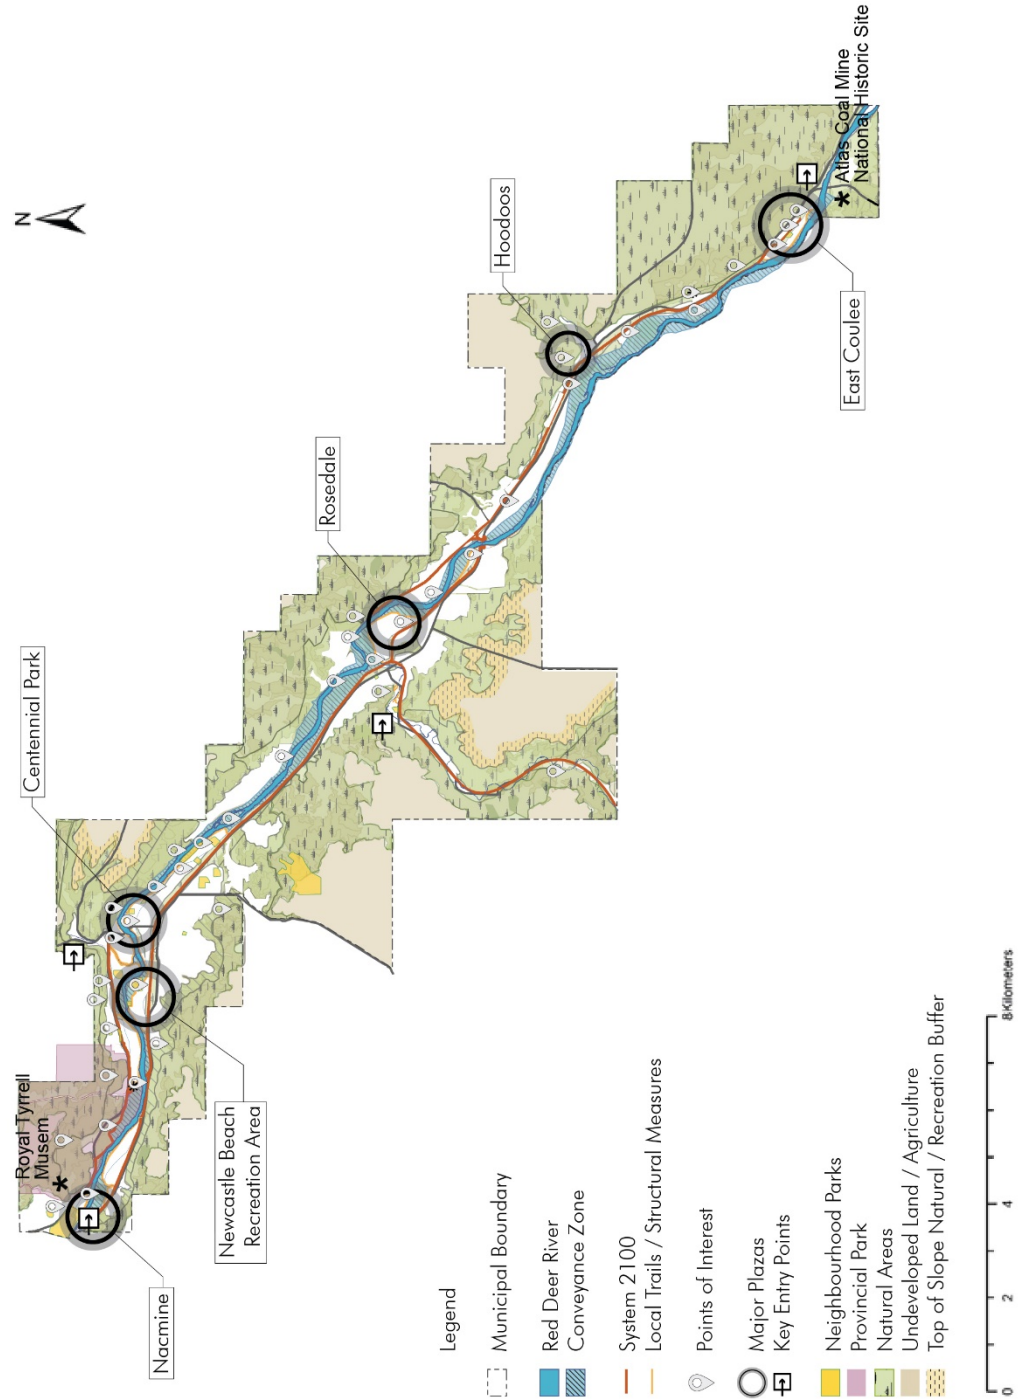 N
Royal Tyrrell
Musem
Centennial Park
Rosedale
Hoodoos
Atlas Coal Mine
National Historic Site
East Coulee
Nacmine
Newcastle Beach
Recreation Area
Legend
Municipal Boundary
Red Deer River
Conveyance Zone
System 2100
Local Trails / Structural Measures
Points of Interest
Major Plazas
Key Entry Points
Neighbourhood Parks
Provincial Park
Natural Areas
Undeveloped Land / Agriculture
Top of Slope Natural / Recreation Buffer
0 2 4 8 Kilometers